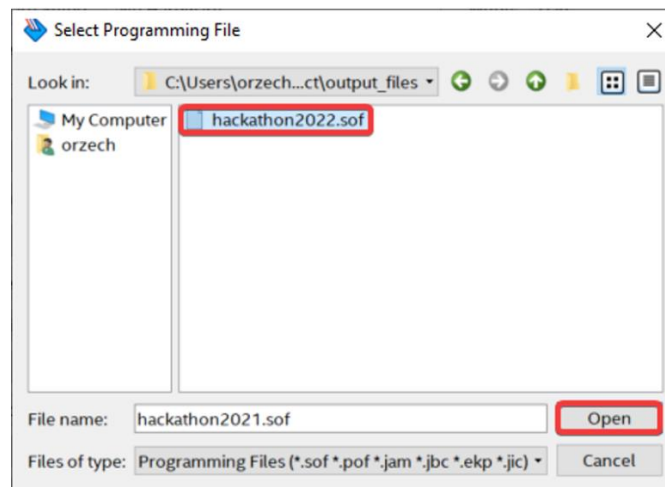 Select Programming File
Look in: C:\Users\orzech...ct\output_files
My Computer
orzech
hackathon2022.sof
File name: hackathon2021.sof Open
Files of type: Programming Files (*.sof *.pof *.jam *.jbc *.ekp *.jic) Cancel